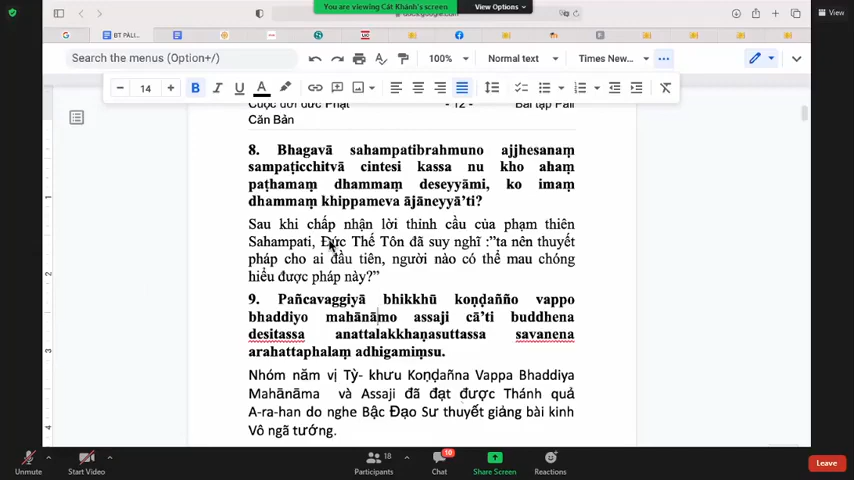 You are viewing Cát Khánh's screen
View Options
View
BT PALI
Search the menus (Option+/)
100%
Normal text
Times New...
14
Cuộc đời đức Phật - 12 - Bài tập Pali
Căn Bản
8. Bhagavā sahampatibrahmuno ajjhesanaṃ
sampaṭicchitvā cintesi kassa nu kho ahaṃ
paṭhamaṃ dhammaṃ deseyyāmi, ko imaṃ
dhammaṃ khippameva ājāneyyā'ti?
Sau khi chấp nhận lời thỉnh cầu của phạm thiên
Sahampati, Đức Thế Tôn đã suy nghĩ :"ta nên thuyết
pháp cho ai đầu tiên, người nào có thể mau chóng
hiểu được pháp này?"
9. Pañcavaggiyā bhikkhū koṇḍañño vappo
bhaddiyo mahānāmo assaji cā'ti buddhena
desitassa anattalakkhaṇasuttassa savanena
arahattaphalaṃ adhigamiṃsu.
Nhóm năm vị Tỳ- khưu Koṇḍañna Vappa Bhaddiya
Mahānāma và Assaji đã đạt được Thánh quả
A-ra-han do nghe Bậc Đạo Sư thuyết giảng bài kinh
Vô ngã tướng.
Unmute
Start Video
18
Participants
10
Chat
Share Screen
Reactions
Leave